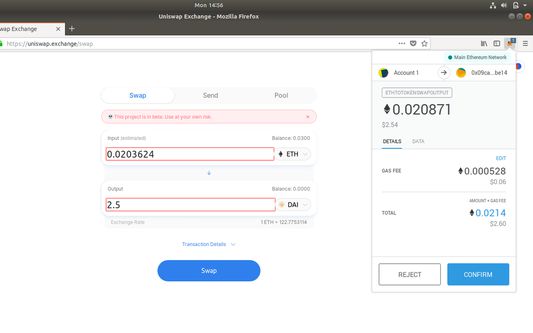 Mon 14:56
Uniswap Exchange - Mozilla Firefox
wap Exchange
https://uniswap.exchange/swap
Main Ethereum Network
Account 1
0x09ca...be14
Swap
Send
Pool
This project is in beta. Use at your own risk.
Input (estimated)
Balance: 0.0300
0.0203624
ETH
Output
Balance: 0.0000
2.5
DAI
Exchange Rate
1 ETH = 122.7753114
Transaction Details
Swap
ETHTOTOKENSWAPOUTPUT
0.020871
$2.54
DETAILS
DATA
EDIT
GAS FEE
0.000528
$0.06
AMOUNT + GAS FEE
TOTAL
0.0214
$2.60
REJECT
CONFIRM